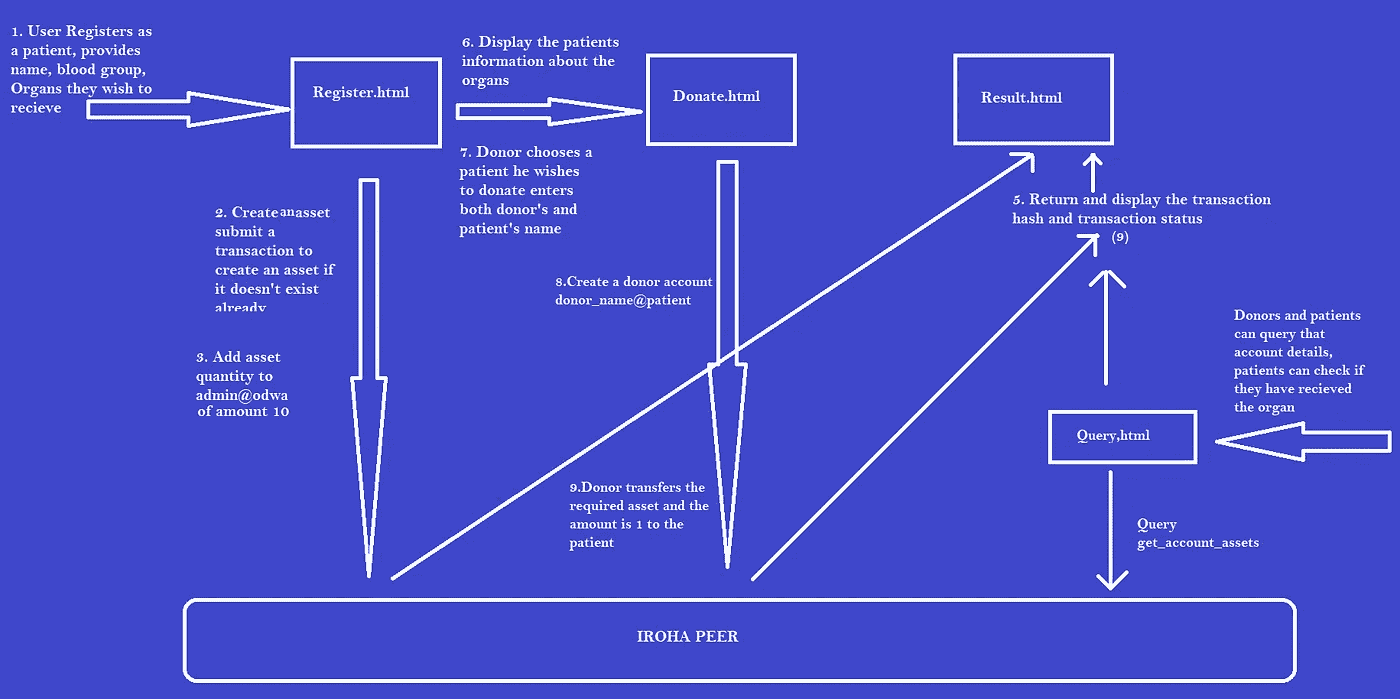 1. User Registers as
a patient, provides
name, blood group,
Organs they wish to
recieve
Register.html
6. Display the patients
information about the
organs
Donate.html
Result.html
7. Donor chooses a
patient he wishes
to donate enters
both donor's and
patient's name
2. Create an asset
submit a
transaction to
create an asset if
it doesn't exist
already
5. Return and display the transaction
hash and transaction status
(9)
8.Create a donor account
donor_name@patient
3. Add asset
quantity to
admin@odwa
of amount 10
Donors and patients
can query that
account details,
patients can check if
they have recieved
the organ
Query,html
9.Donor transfers the
required asset and the
amount is 1 to the
patient
Query
get_account_assets
IROHA PEER